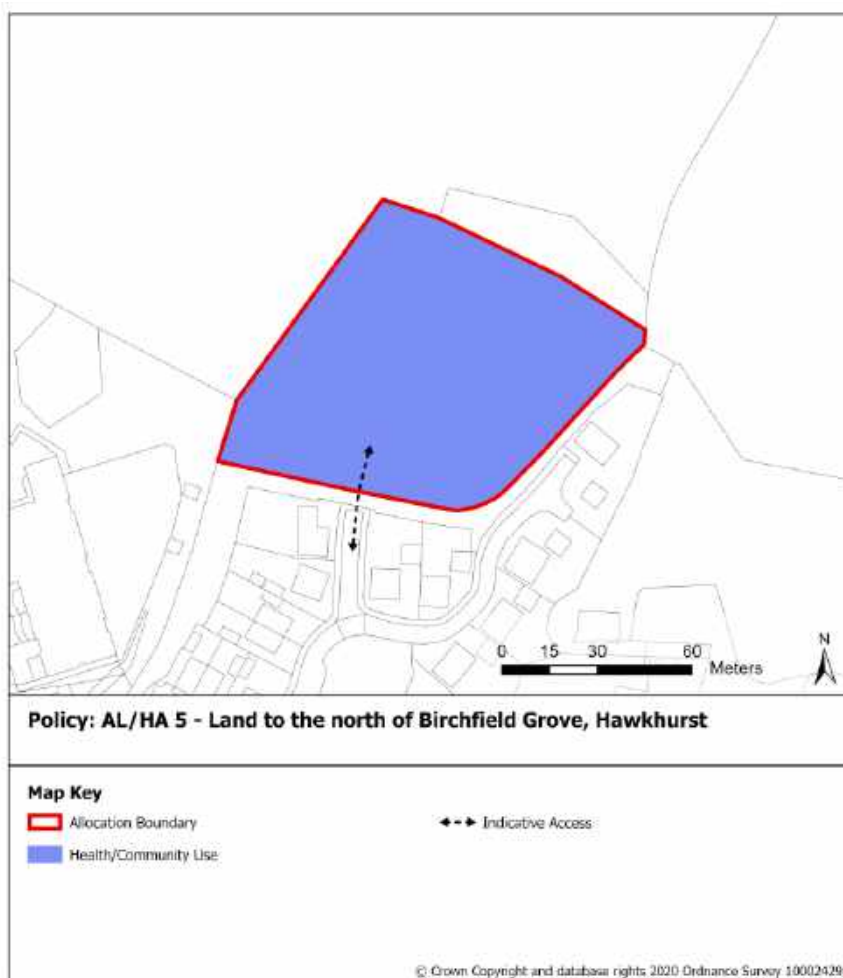 0 15 30 60
Meters
N
Policy: AL/HA 5 - Land to the north of Birchfield Grove, Hawkhurst
Map Key
Allocation Boundary
Indicative Access
Health/Community Use
© Crown Copyright and database rights 2020 Ordnance Survey 10002429